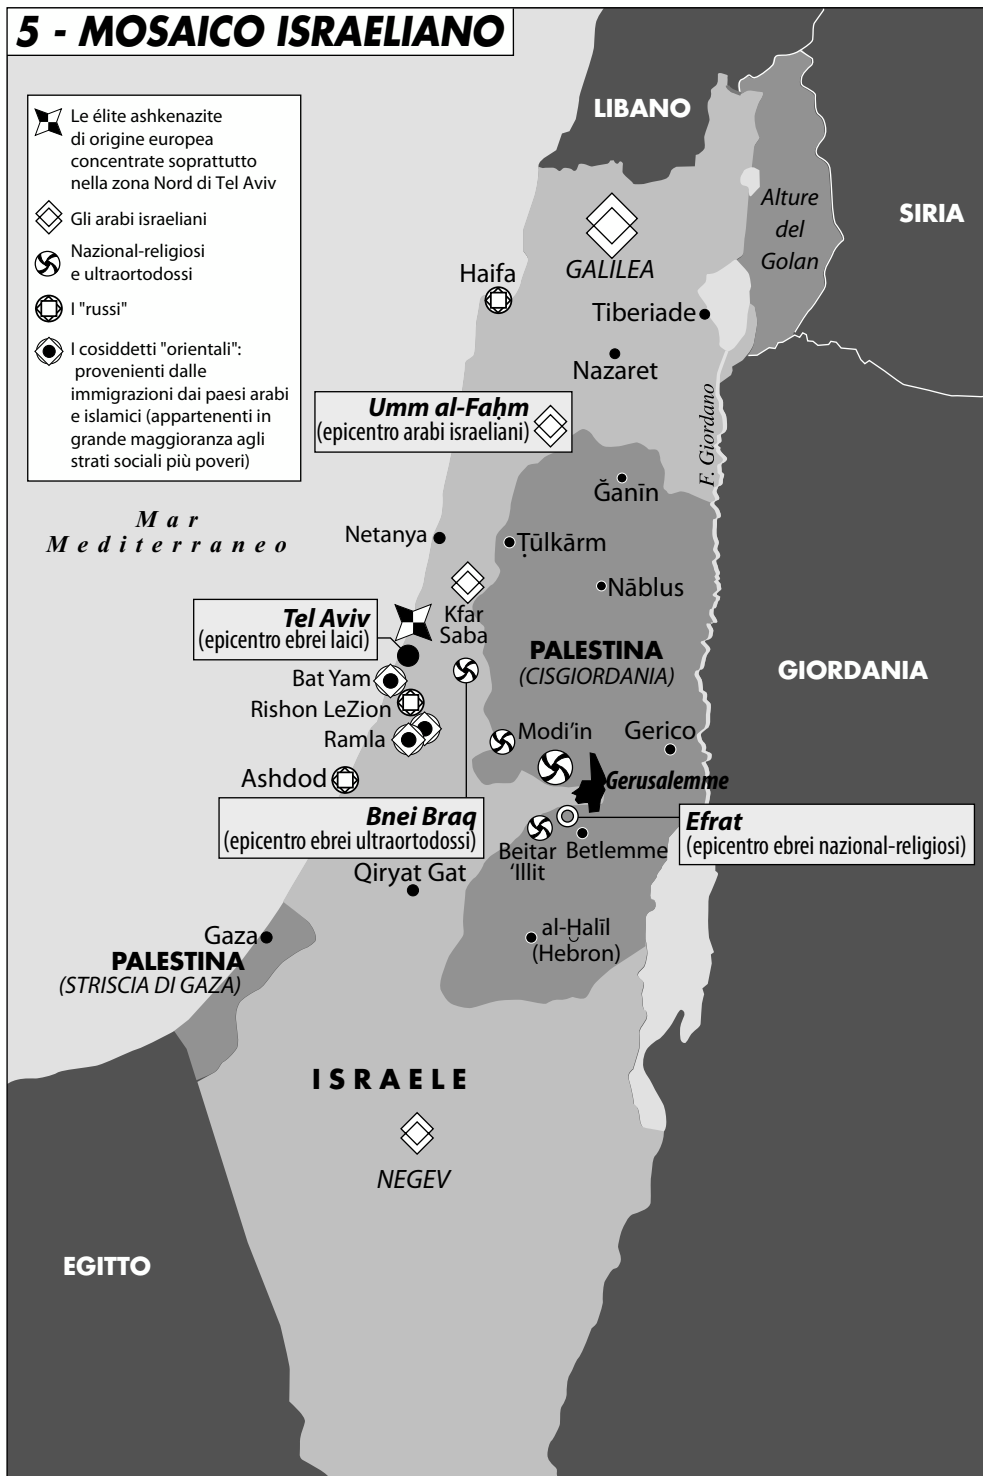 5 - MOSAICO ISRAELIANO
Le élite ashkenazite
di origine europea
concentrate soprattutto
nella zona Nord di Tel Aviv
Gli arabi israeliani
Nazional-religiosi
e ultraortodossi
I "russi"
I cosiddetti "orientali":
provenienti dalle
immigrazioni dai paesi arabi
e islamici (appartenenti in
grande maggioranza agli
strati sociali più poveri)
LIBANO
SIRIA
Alture
del
Golan
GALILEA
Haifa
Tiberiade
Nazaret
Umm al-Faḥm
(epicentro arabi israeliani)
F. Giordano
Ğanīn
Mar
Mediterraneo
Netanya
Ṭūlkārm
Nāblus
Kfar
Saba
Tel Aviv
(epicentro ebrei laici)
PALESTINA
(CISGIORDANIA)
GIORDANIA
Bat Yam
Rishon LeZion
Ramla
Modi'in
Gerico
Ashdod
Gerusalemme
Bnei Braq
(epicentro ebrei ultraortodossi)
Efrat
(epicentro ebrei nazional-religiosi)
Beitar
'Illit
Betlemme
Qiryat Gat
al-Ḫalīl
(Hebron)
Gaza
PALESTINA
(STRISCIA DI GAZA)
ISRAELE
NEGEV
EGITTO